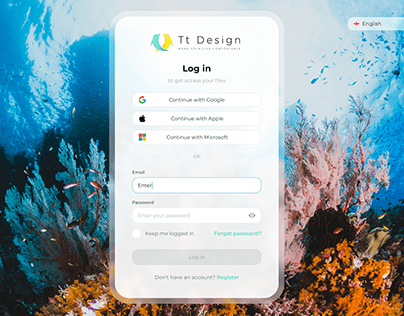 Tt Design
MAKE YOUR LIFE COMFORTABLE
English
Log in
to get access your files
Continue with Google
Continue with Apple
Continue with Microsoft
OR
Email
Enter
Password
Enter your password
Keep me logged in
Forgot password?
Log in
Don't have an account? Register